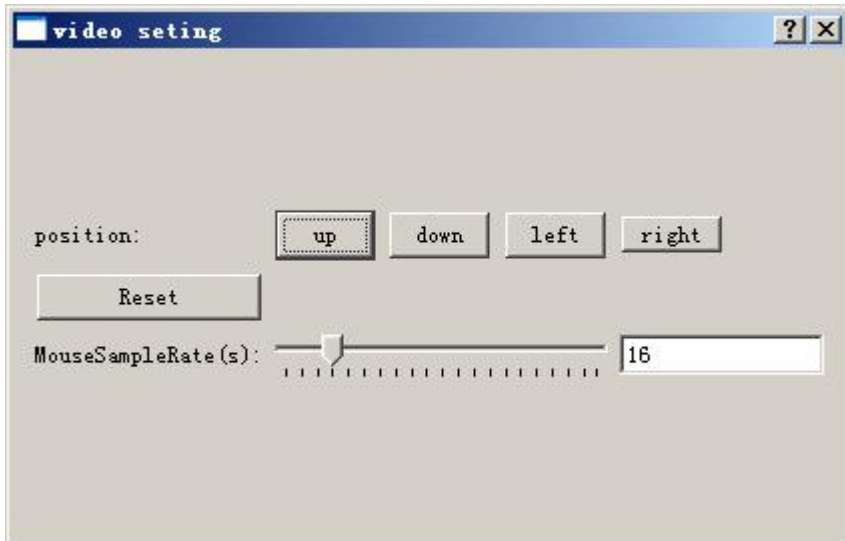 video seting
position: up down left right
Reset
MouseSampleRate(s): 16